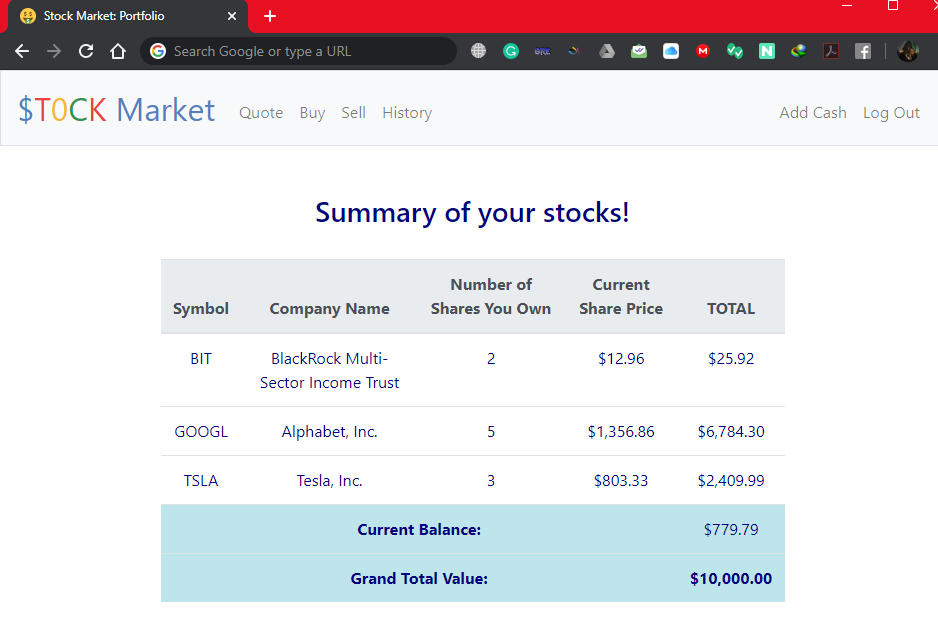 Stock Market: Portfolio
Search Google or type a URL
$T0CK Market Quote Buy Sell History Add Cash Log Out
Summary of your stocks!
Symbol Company Name Number of Shares You Own Current Share Price TOTAL
BIT BlackRock Multi-Sector Income Trust 2 $12.96 $25.92
GOOGL Alphabet, Inc. 5 $1,356.86 $6,784.30
TSLA Tesla, Inc. 3 $803.33 $2,409.99
Current Balance: $779.79
Grand Total Value: $10,000.00